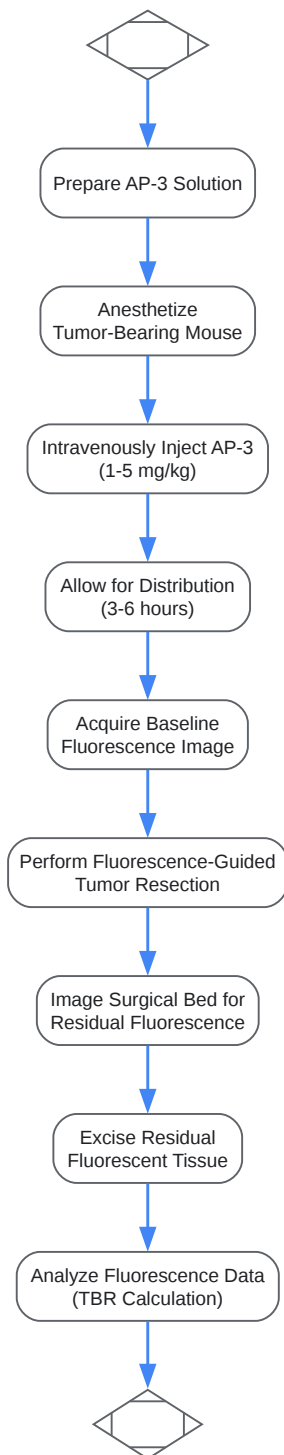 Prepare AP-3 Solution
Anesthetize
Tumor-Bearing Mouse
Intravenously Inject AP-3
(1-5 mg/kg)
Allow for Distribution
(3-6 hours)
Acquire Baseline
Fluorescence Image
Perform Fluorescence-Guided
Tumor Resection
Image Surgical Bed for
Residual Fluorescence
Excise Residual
Fluorescent Tissue
Analyze Fluorescence Data
(TBR Calculation)